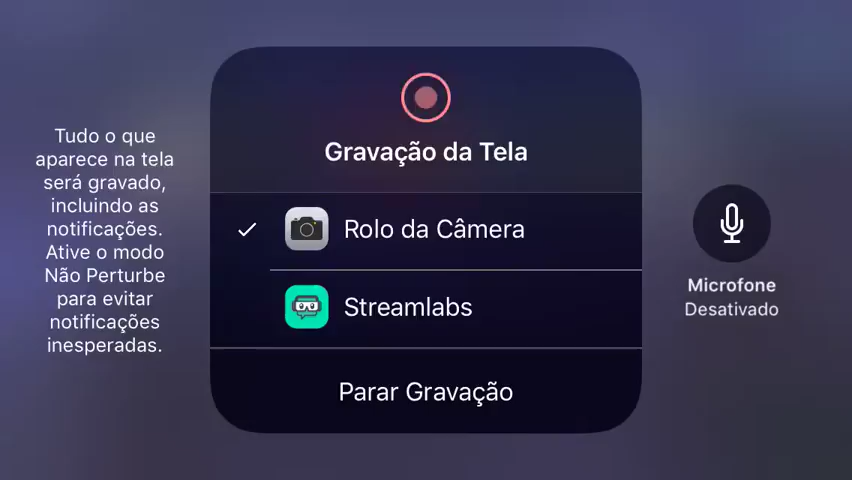 Tudo o que
aparece na tela
será gravado,
incluindo as
notificações.
Ative o modo
Não Perturbe
para evitar
notificações
inesperadas.
Gravação da Tela
Rolo da Câmera
Streamlabs
Parar Gravação
Microfone
Desativado